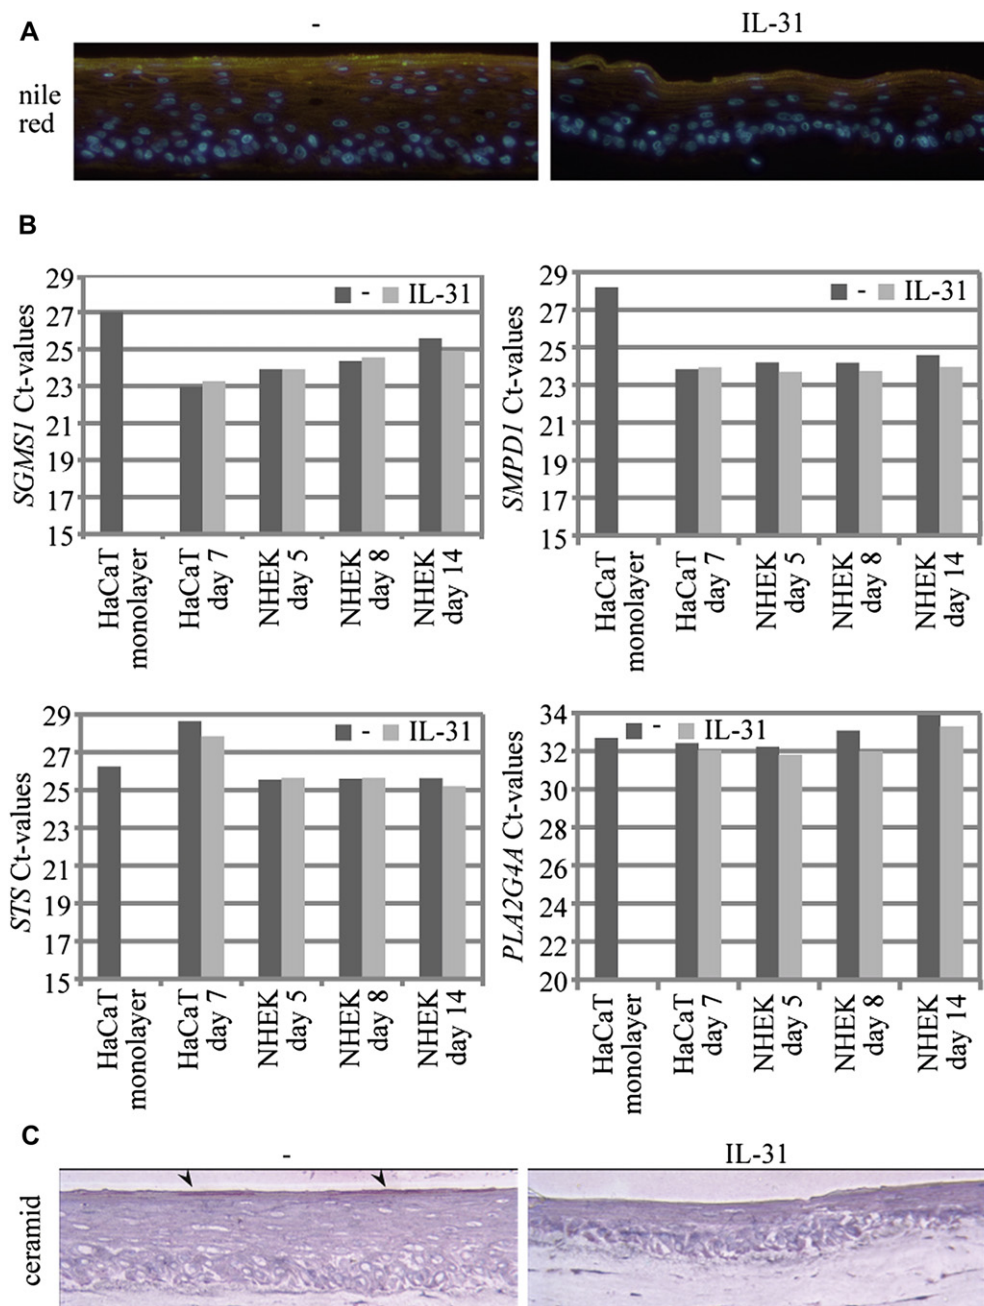 A
-
IL-31
nile
red
B
29
27
25
23
21
19
17
15
SGMS1 Ct-values
- IL-31
HaCaT
monolayer
HaCaT
day 7
NHEK
day 5
NHEK
day 8
NHEK
day 14
29
27
25
23
21
19
17
15
SMPD1 Ct-values
- IL-31
HaCaT
monolayer
HaCaT
day 7
NHEK
day 5
NHEK
day 8
NHEK
day 14
29
27
25
23
21
19
17
15
STS Ct-values
- IL-31
HaCaT
monolayer
HaCaT
day 7
NHEK
day 5
NHEK
day 8
NHEK
day 14
34
32
30
28
26
24
22
20
PLA2G4A Ct-values
- IL-31
HaCaT
monolayer
HaCaT
day 7
NHEK
day 5
NHEK
day 8
NHEK
day 14
C
-
IL-31
ceramid